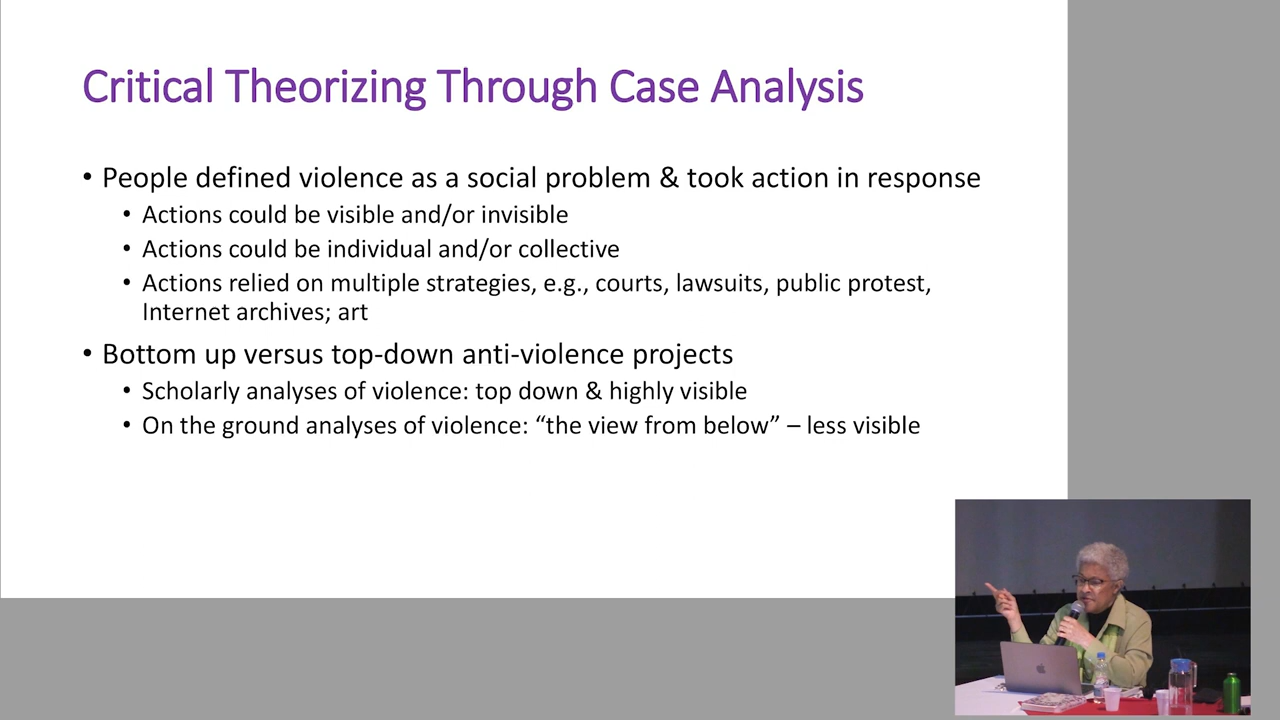 Critical Theorizing Through Case Analysis
• People defined violence as a social problem & took action in response
• Actions could be visible and/or invisible
• Actions could be individual and/or collective
• Actions relied on multiple strategies, e.g., courts, lawsuits, public protest,
Internet archives; art
• Bottom up versus top-down anti-violence projects
• Scholarly analyses of violence: top down & highly visible
• On the ground analyses of violence: “the view from below” – less visible